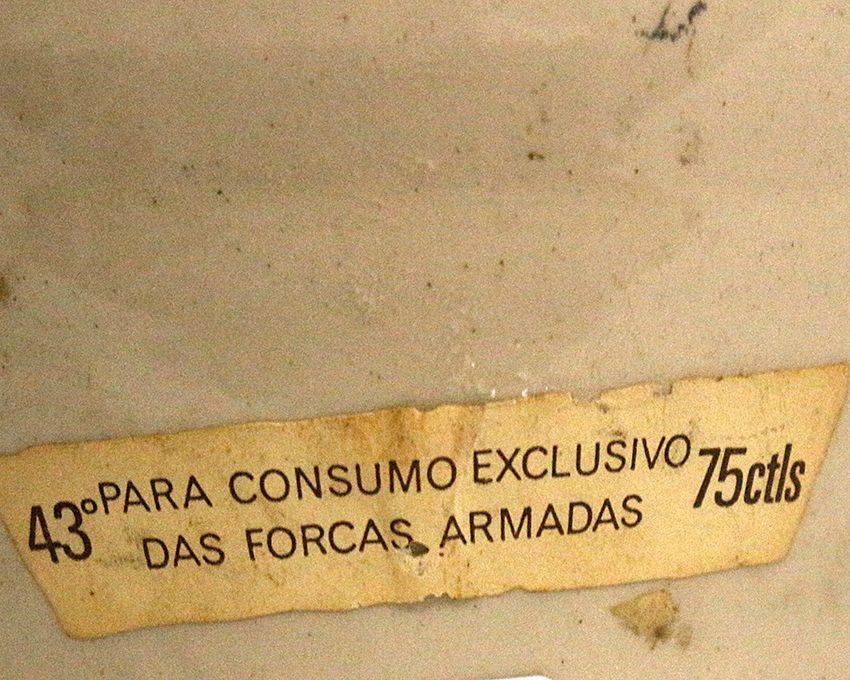 43º PARA CONSUMO EXCLUSIVO 75ctls
DAS FORCAS ARMADAS